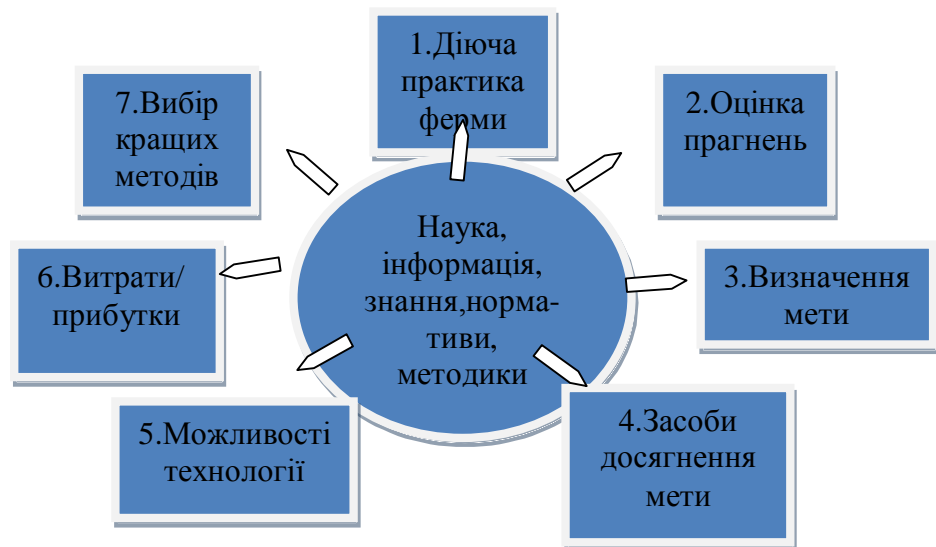 1.Діюча
практика
ферми
2.Оцінка
прагнень
3.Визначення
мети
4.Засоби
досягнення
мети
5.Можливості
технології
6.Витрати/
прибутки
7.Вибір
кращих
методів
Наука,
інформація,
знання,норма-
тиви,
методики